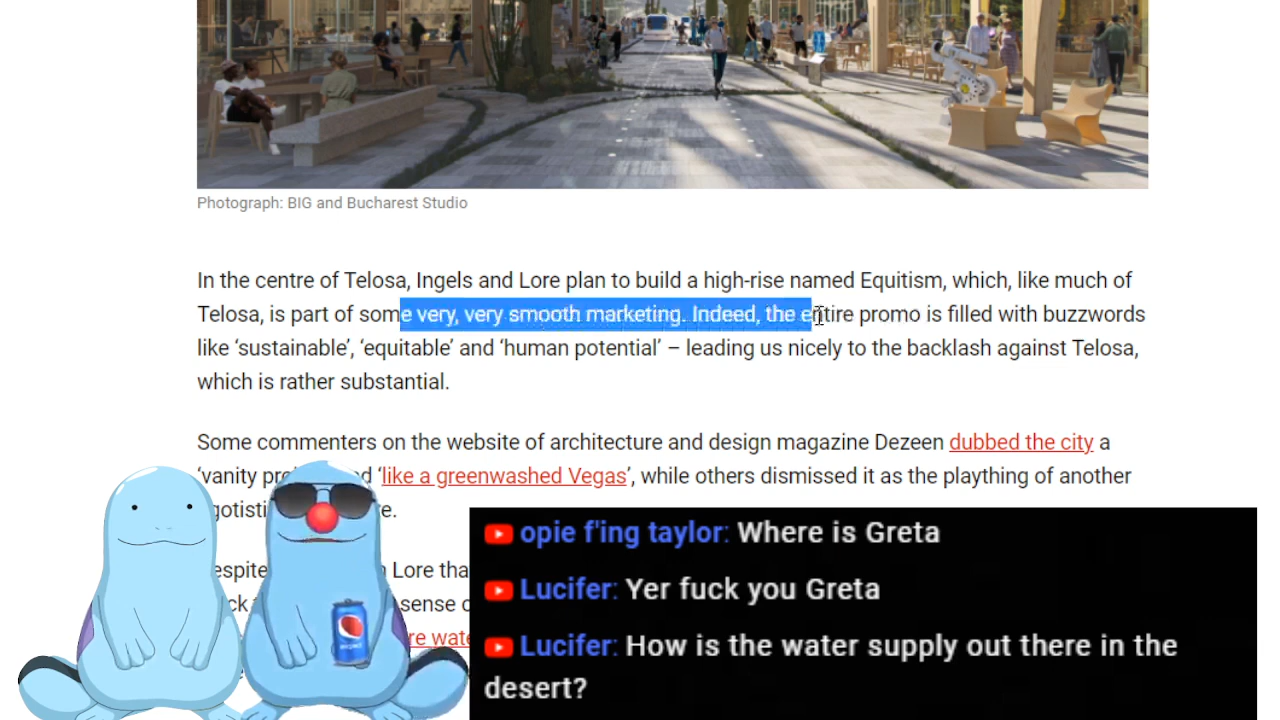 Photograph: BIG and Bucharest Studio
In the centre of Telosa, Ingels and Lore plan to build a high-rise named Equitism, which, like much of
Telosa, is part of some very, very smooth marketing. Indeed, the entire promo is filled with buzzwords
like ‘sustainable’, ‘equitable’ and ‘human potential’ – leading us nicely to the backlash against Telosa,
which is rather substantial.
Some commenters on the website of architecture and design magazine Dezeen dubbed the city a
‘vanity ‘like a greenwashed Vegas’, while others dismissed it as the plaything of another
Lore tha
sense
opie f'ing taylor: Where is Greta
Lucifer: Yer fuck you Greta
Lucifer: How is the water supply out there in the
desert?